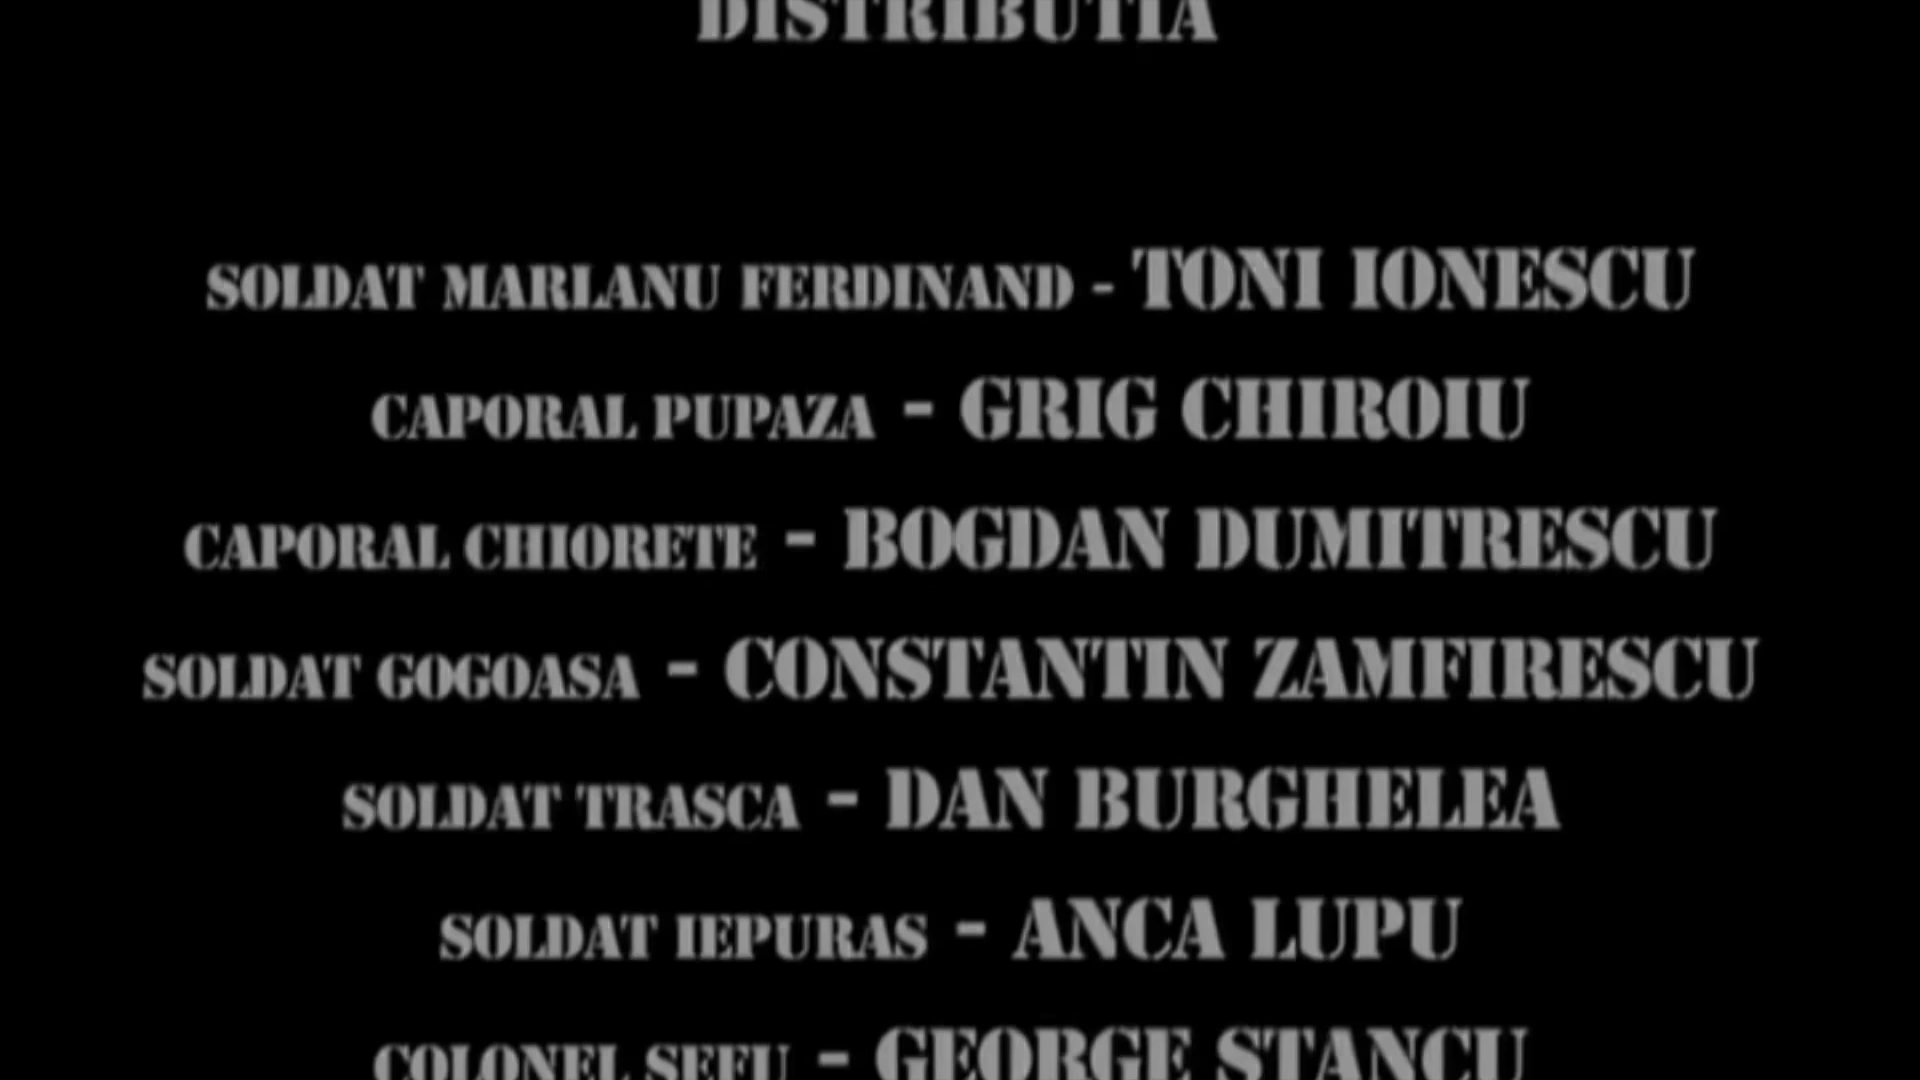 DISTRIBUTIA
SOLDAT MARLANU FERDINAND - TONI IONESCU
CAPORAL PUPAZA - GRIG CHIROIU
CAPORAL CHIORETE - BOGDAN DUMITRESCU
SOLDAT GOGOASA - CONSTANTIN ZAMFIRESCU
SOLDAT TRASCA - DAN BURGHELEA
SOLDAT IEPURAS - ANCA LUPU
COLONEL SEFU - GEORGE STANCU